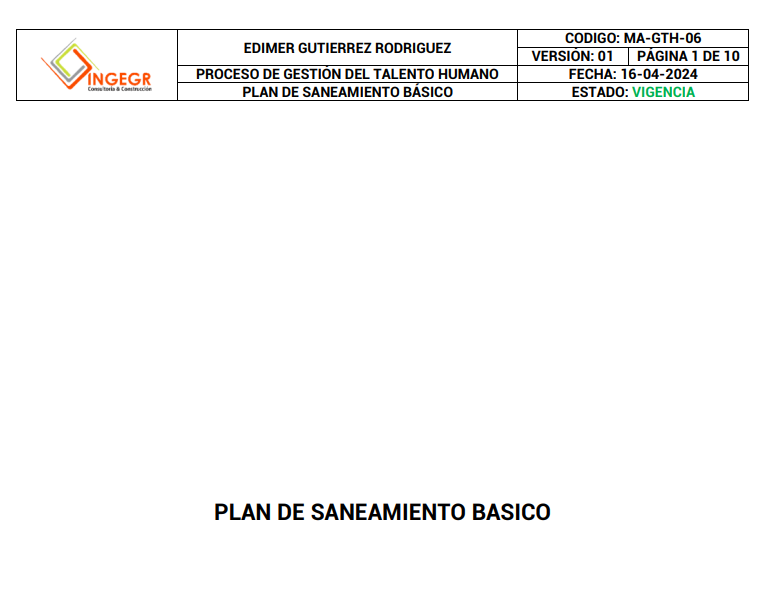 INGEGR
Consultoría & Construcción
EDIMER GUTIERREZ RODRIGUEZ
PROCESO DE GESTIÓN DEL TALENTO HUMANO
PLAN DE SANEAMIENTO BÁSICO
CODIGO: MA-GTH-06
VERSIÓN: 01 PÁGINA 1 DE 10
FECHA: 16-04-2024
ESTADO: VIGENCIA
PLAN DE SANEAMIENTO BASICO